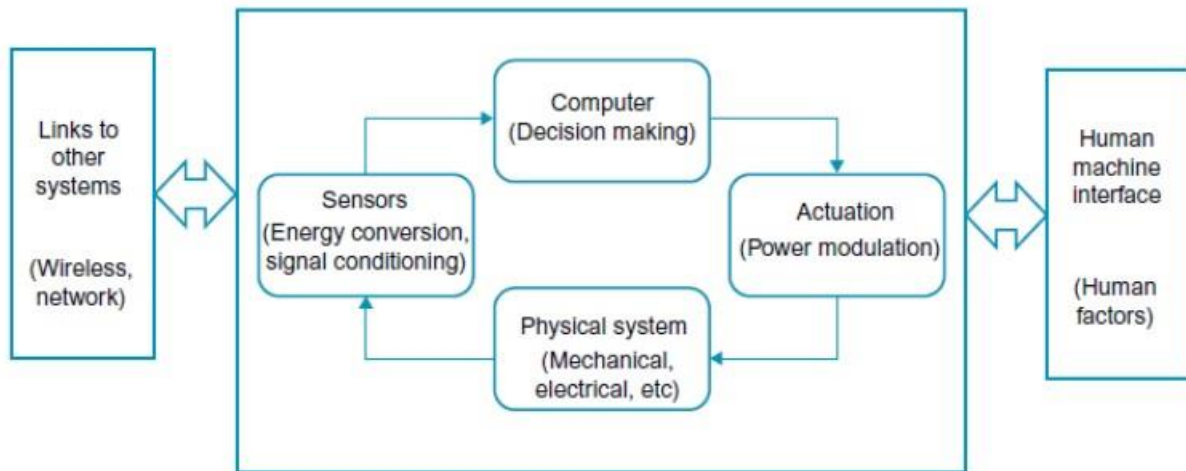 Links to
other
systems
(Wireless,
network)
Computer
(Decision making)
Sensors
(Energy conversion,
signal conditioning)
Actuation
(Power modulation)
Physical system
(Mechanical,
electrical, etc)
Human
machine
interface
(Human
factors)